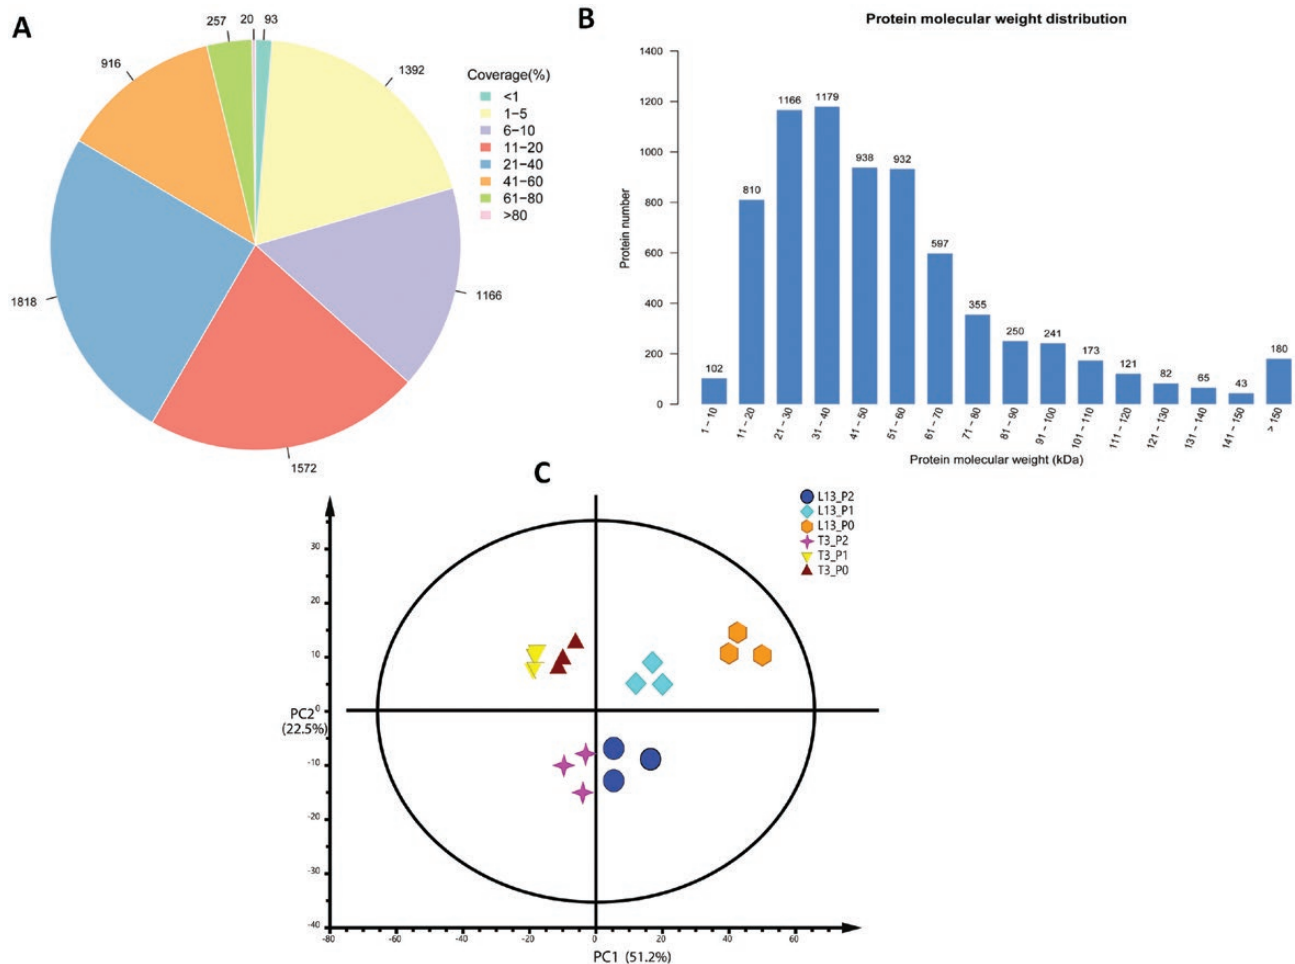 A
257
20
93
916
1392
1818
1166
1572
Coverage(%)
<1
1–5
6–10
11–20
21–40
41–60
61–80
>80
B
Protein molecular weight distribution
Protein number
1400
1200
1000
800
600
400
200
0
102
810
1166
1179
938
932
597
355
250
241
173
121
82
65
43
180
1 – 10
11 – 20
21 – 30
31 – 40
41 – 50
51 – 60
61 – 70
71 – 80
81 – 90
91 – 100
101 – 110
111 – 120
121 – 130
131 – 140
141 – 150
> 150
Protein molecular weight (kDa)
C
L13_P2
L13_P1
L13_P0
T3_P2
T3_P1
T3_P0
30
20
10
0
-10
-20
-30
-40
PC2
(22.5%)
-80
-60
-40
-20
0
20
40
60
PC1 (51.2%)